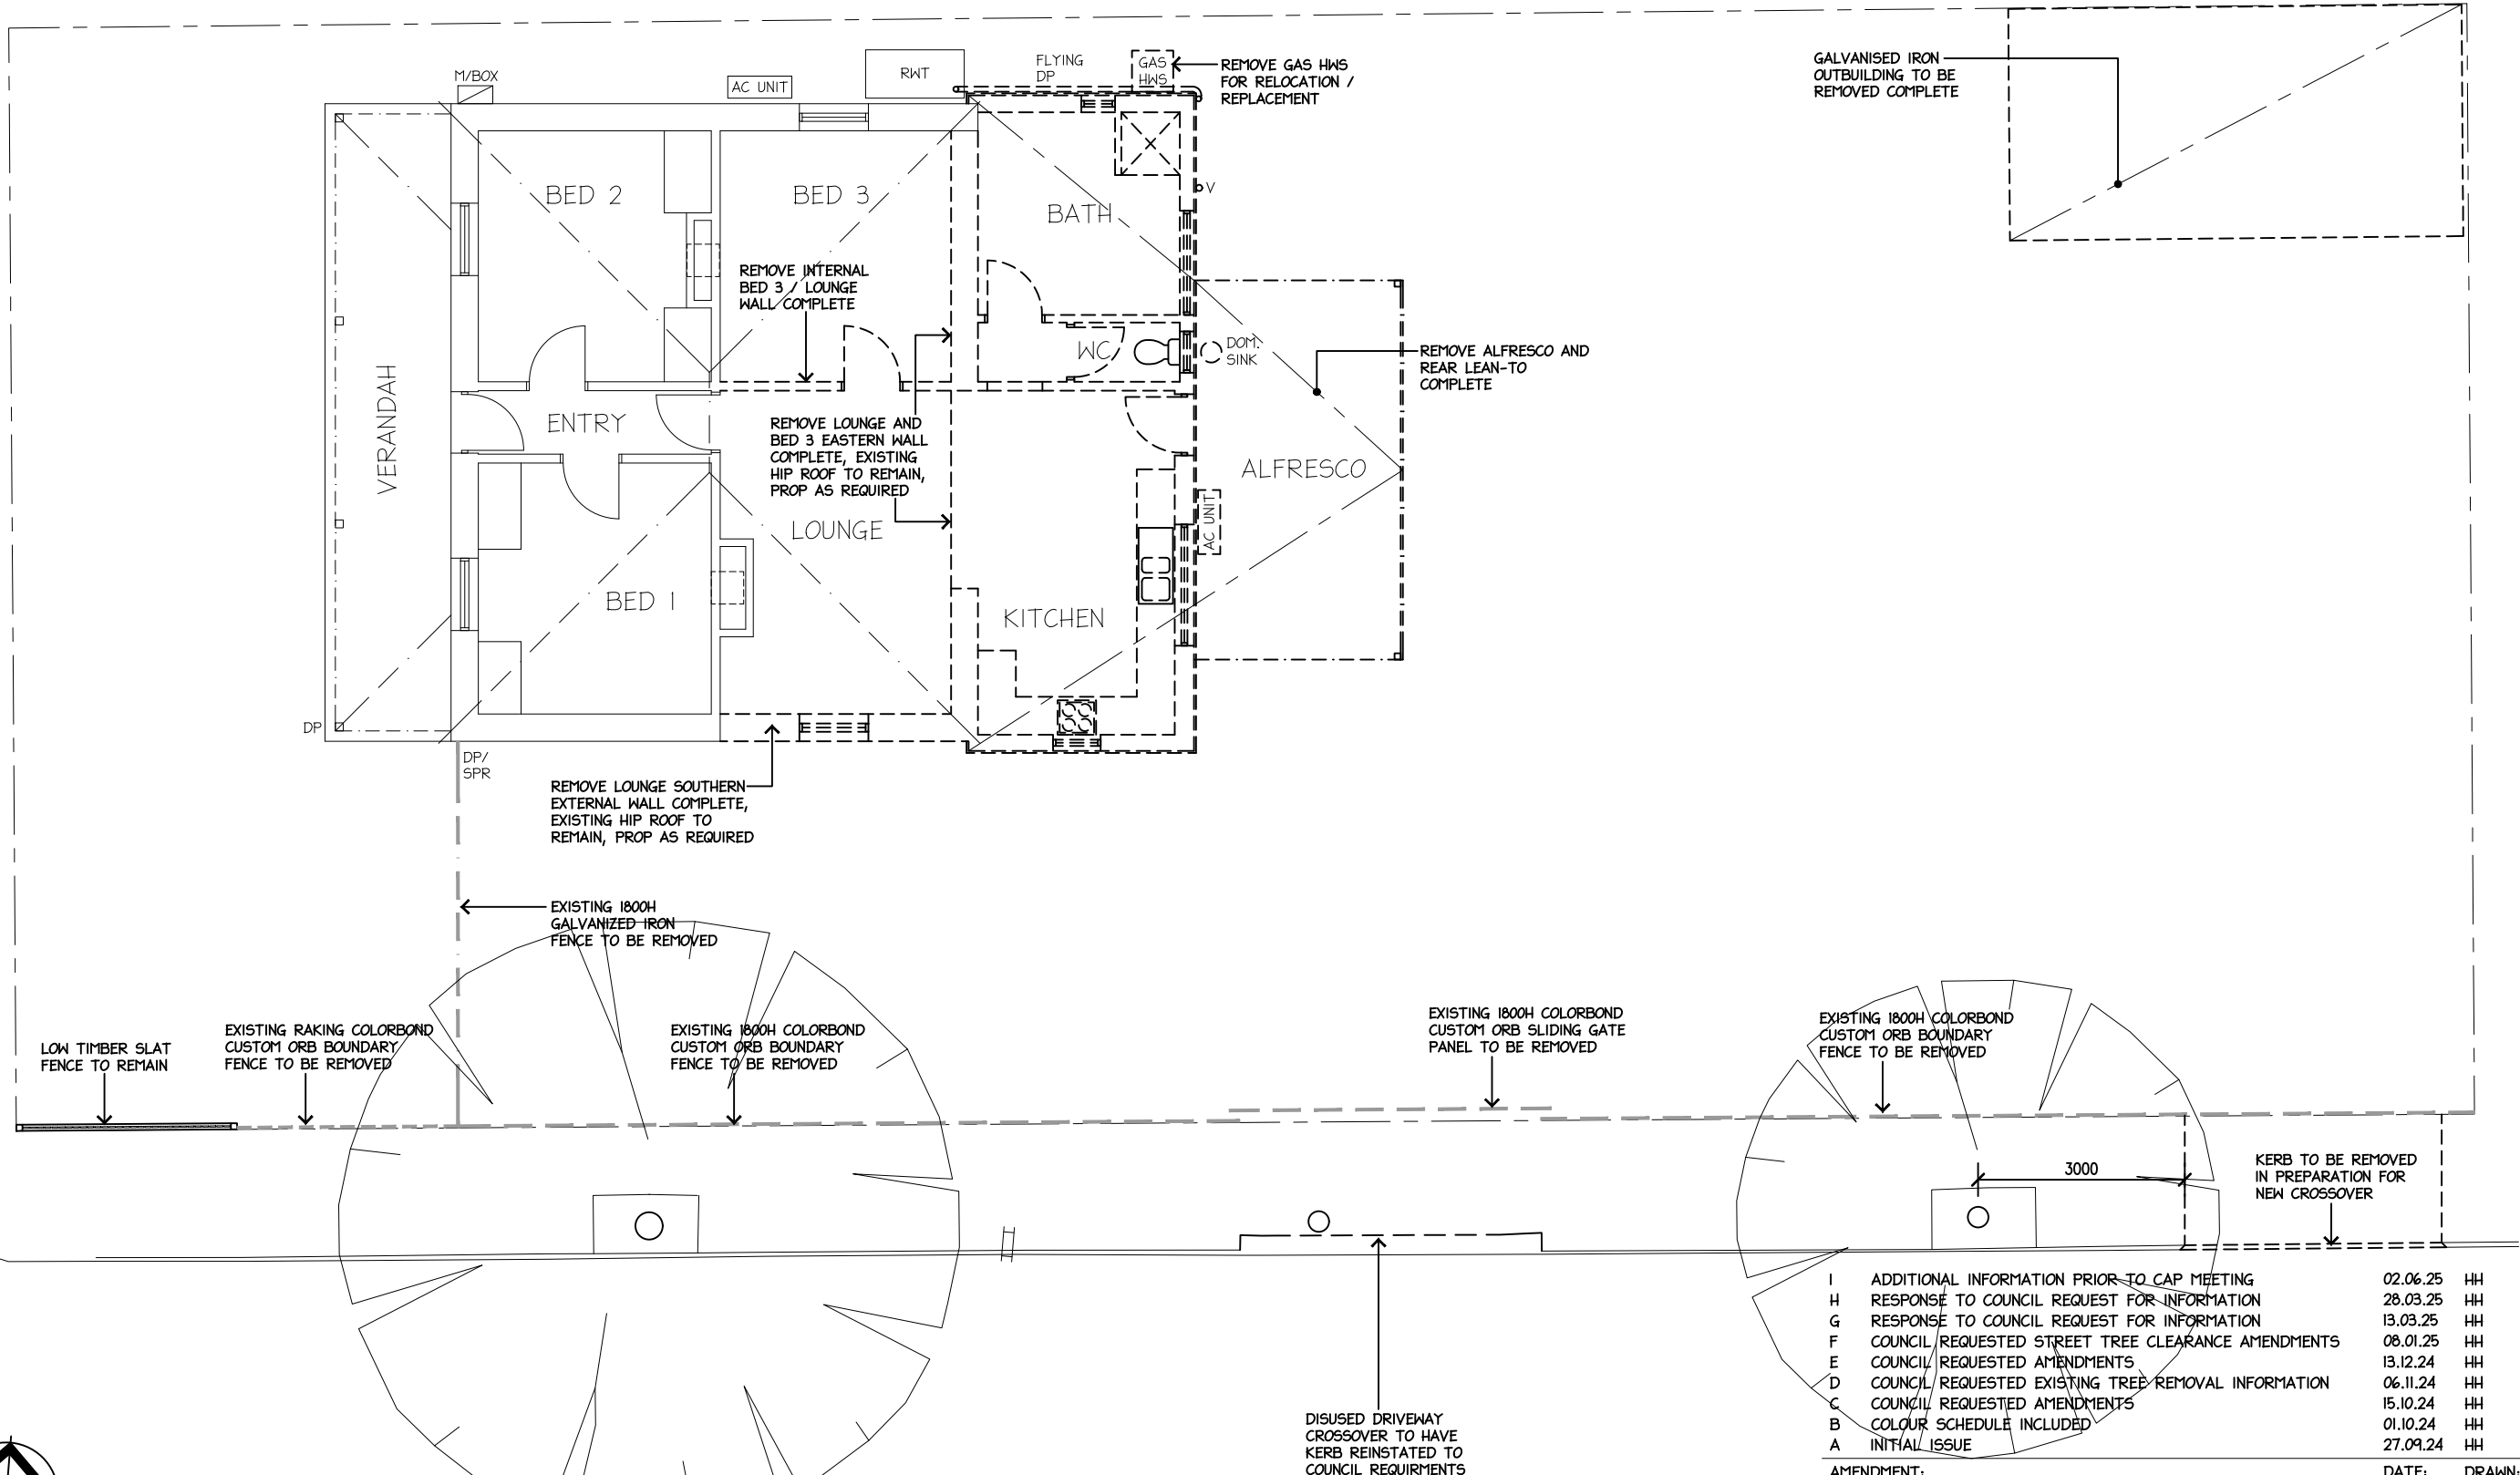 M/BOX
AC UNIT
RWT
FLYING
DP
GAS
HWS
REMOVE GAS HWS
FOR RELOCATION /
REPLACEMENT
GALVANISED IRON
OUTBUILDING TO BE
REMOVED COMPLETE
BED 2
BED 3
BATH
V
REMOVE INTERNAL
BED 3 / LOUNGE
WALL COMPLETE
WC
DOM.
SINK
REMOVE ALFRESCO AND
REAR LEAN-TO
COMPLETE
VERANDAH
ENTRY
REMOVE LOUNGE AND
BED 3 EASTERN WALL
COMPLETE, EXISTING
HIP ROOF TO REMAIN,
PROP AS REQUIRED
ALFRESCO
LOUNGE
AC UNIT
BED 1
KITCHEN
DP
DP/
SPR
REMOVE LOUNGE SOUTHERN
EXTERNAL WALL COMPLETE,
EXISTING HIP ROOF TO
REMAIN, PROP AS REQUIRED
EXISTING 1800H
GALVANIZED IRON
FENCE TO BE REMOVED
LOW TIMBER SLAT
FENCE TO REMAIN
EXISTING RAKING COLORBOND
CUSTOM ORB BOUNDARY
FENCE TO BE REMOVED
EXISTING 1800H COLORBOND
CUSTOM ORB BOUNDARY
FENCE TO BE REMOVED
EXISTING 1800H COLORBOND
CUSTOM ORB SLIDING GATE
PANEL TO BE REMOVED
EXISTING 1800H COLORBOND
CUSTOM ORB BOUNDARY
FENCE TO BE REMOVED
3000
KERB TO BE REMOVED
IN PREPARATION FOR
NEW CROSSOVER
DISUSED DRIVEWAY
CROSSOVER TO HAVE
KERB REINSTATED TO
COUNCIL REQUIRMENTS
I ADDITIONAL INFORMATION PRIOR TO CAP MEETING 02.06.25 HH
H RESPONSE TO COUNCIL REQUEST FOR INFORMATION 28.03.25 HH
G RESPONSE TO COUNCIL REQUEST FOR INFORMATION 13.03.25 HH
F COUNCIL REQUESTED STREET TREE CLEARANCE AMENDMENTS 08.01.25 HH
E COUNCIL REQUESTED AMENDMENTS 13.12.24 HH
D COUNCIL REQUESTED EXISTING TREE REMOVAL INFORMATION 06.11.24 HH
C COUNCIL REQUESTED AMENDMENTS 15.10.24 HH
B COLOUR SCHEDULE INCLUDED 01.10.24 HH
A INITIAL ISSUE 27.09.24 HH
AMENDMENT: DATE: DRAWN: